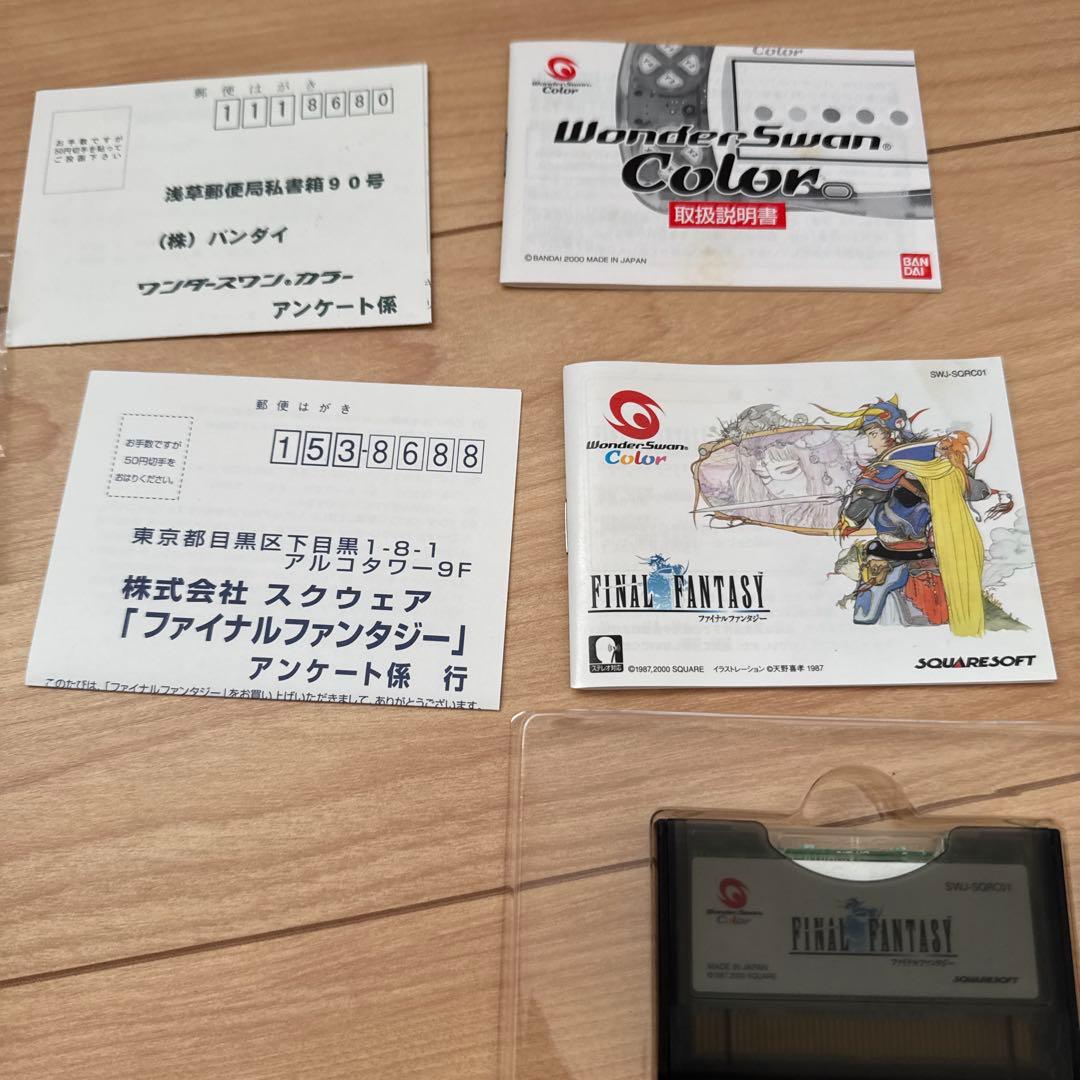 郵便はがき
1118680
お手数ですが
50円切手を貼って
ご投函下さい
浅草郵便局私書箱90号
(株)バンダイ
ワンダースワン®カラー
アンケート係
Color
WonderSwan®
Color
WonderSwan®
Color
取扱説明書
©BANDAI 2000 MADE IN JAPAN
BAN
DAI
郵便はがき
153-8688
お手数ですが
50円切手を
おはりください。
東京都目黒区下目黒1-8-1
アルコタワー9F
株式会社 スクウェア
「ファイナルファンタジー」
アンケート係 行
このたびは、「ファイナルファンタジー」をお買い上げいただきまして、ありがとうございます。
SWJ-SQRC01
WonderSwan®
Color
FINAL FANTASY™
ファイナルファンタジー
ステレオ対応
©1987,2000 SQUARE イラストレーション ©天野喜孝 1987
SQUARESOFT
SWJ-SQRC01
WonderSwan®
Color
FINAL FANTASY
ファイナルファンタジー
MADE IN JAPAN
©1987,2000 SQUARE
SQUARESOFT